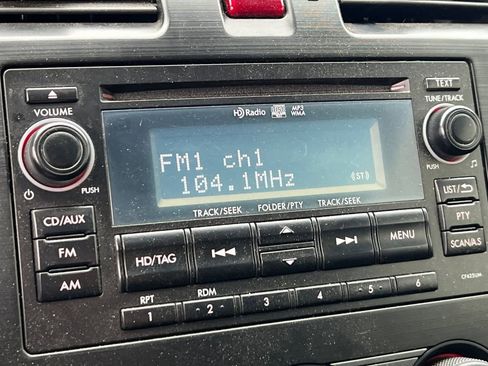 TEXT
VOLUME
HD Radio
MP3
WMA
TUNE/TRACK
FM1 ch1
104.1MHz
(ST)
PUSH
PUSH
TRACK/SEEK
FOLDER/PTY
TRACK/SEEK
LIST/
CD/AUX
PTY
FM
HD/TAG
MENU
SCAN/AS
AM
RPT
RDM
1
-2-
3
4
5
6
CF625UM